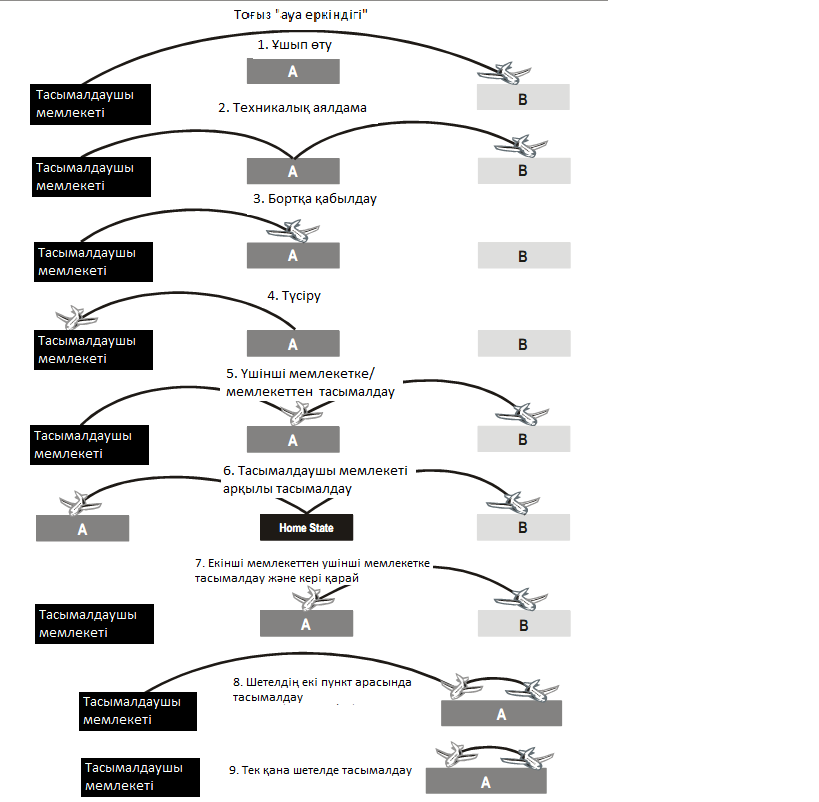 Тоғыз "ауа еркіндігі"
1. Ұшып өту
A
Тасымалдаушы
мемлекеті
B
2. Техникалық аялдама
Тасымалдаушы
мемлекеті
A
B
3. Бортқа қабылдау
Тасымалдаушы
мемлекеті
A
B
4. Түсіру
Тасымалдаушы
мемлекеті
A
B
5. Үшінші мемлекетке/
мемлекеттен тасымалдау
Тасымалдаушы
мемлекеті
A
B
6. Тасымалдаушы мемлекеті
арқылы тасымалдау
A
Home State
B
7. Екінші мемлекеттен үшінші мемлекетке
тасымалдау және кері қарай
Тасымалдаушы
мемлекеті
A
B
8. Шетелдің екі пункт арасында
тасымалдау
Тасымалдаушы
мемлекеті
A
9. Тек қана шетелде тасымалдау
Тасымалдаушы
мемлекеті
A